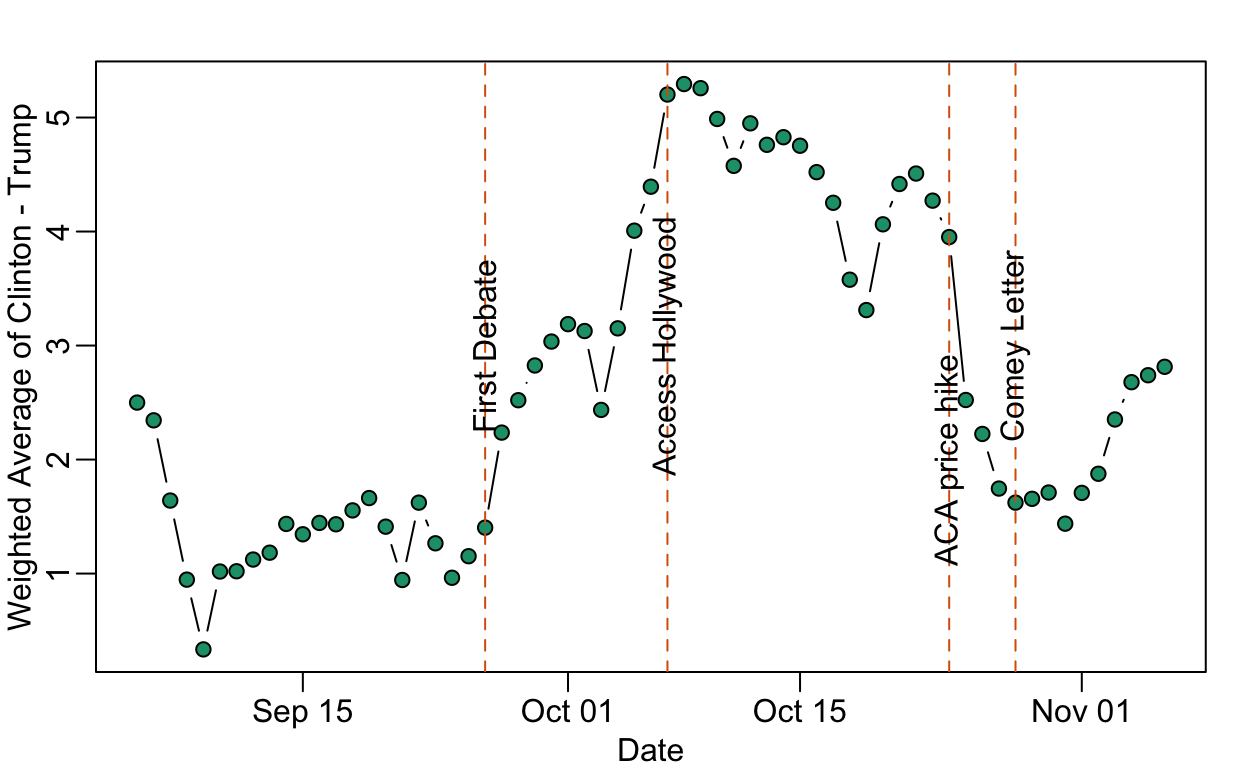 Weighted Average of Clinton - Trump
5
4
3
2
1
First Debate
Access Hollywood
ACA price hike
Comey Letter
Sep 15
Oct 01
Oct 15
Nov 01
Date